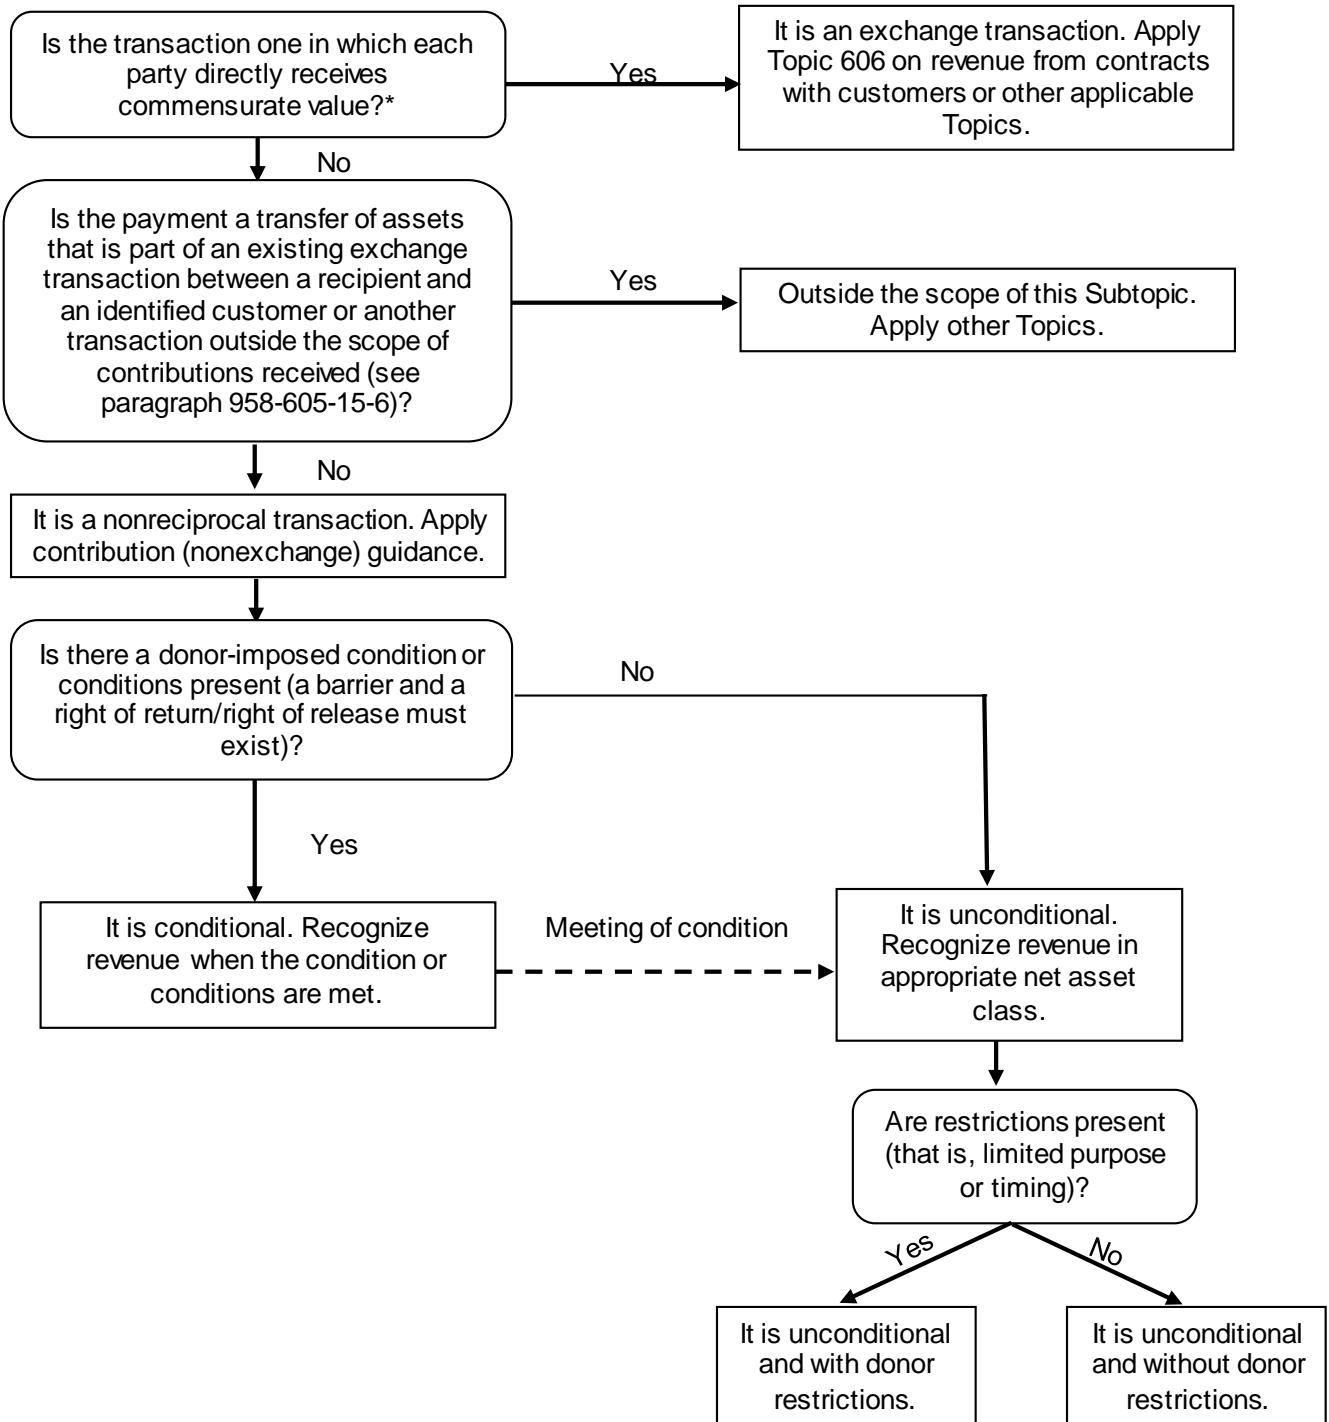 Is the transaction one in which each
party directly receives
commensurate value?*
Yes
It is an exchange transaction. Apply
Topic 606 on revenue from contracts
with customers or other applicable
Topics.
No
Is the payment a transfer of assets
that is part of an existing exchange
transaction between a recipient and
an identified customer or another
transaction outside the scope of
contributions received (see
paragraph 958-605-15-6)?
Yes
Outside the scope of this Subtopic.
Apply other Topics.
No
It is a nonreciprocal transaction. Apply
contribution (nonexchange) guidance.
Is there a donor-imposed condition or
conditions present (a barrier and a
right of return/right of release must
exist)?
No
Yes
It is conditional. Recognize
revenue when the condition or
conditions are met.
Meeting of condition
It is unconditional.
Recognize revenue in
appropriate net asset
class.
Are restrictions present
(that is, limited purpose
or timing)?
Yes
No
It is unconditional
and with donor
restrictions.
It is unconditional
and without donor
restrictions.